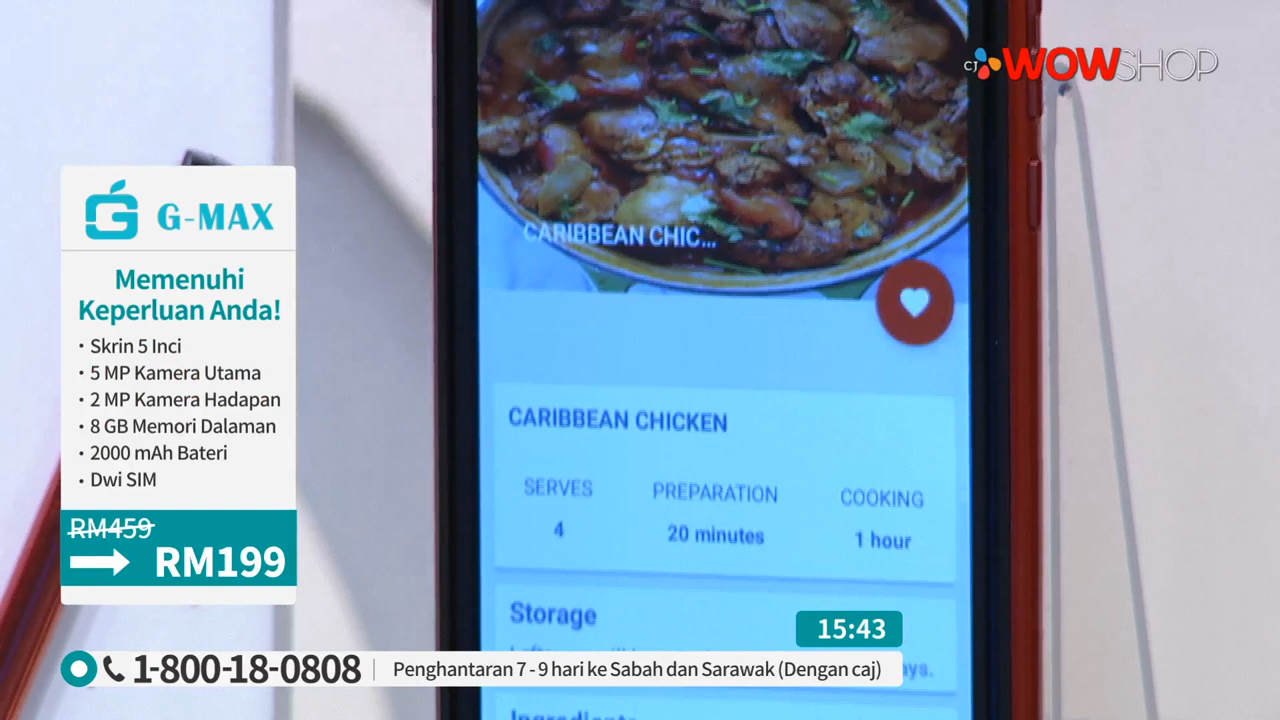 CJ WOWSHOP
G-MAX
Memenuhi
Keperluan Anda!
• Skrin 5 Inci
• 5 MP Kamera Utama
• 2 MP Kamera Hadapan
• 8 GB Memori Dalaman
• 2000 mAh Bateri
• Dwi SIM
RM459
RM199
CARIBBEAN CHIC...
CARIBBEAN CHICKEN
SERVES PREPARATION COOKING
4 20 minutes 1 hour
Storage
15:43
1-800-18-0808 Penghantaran 7 - 9 hari ke Sabah dan Sarawak (Dengan caj)